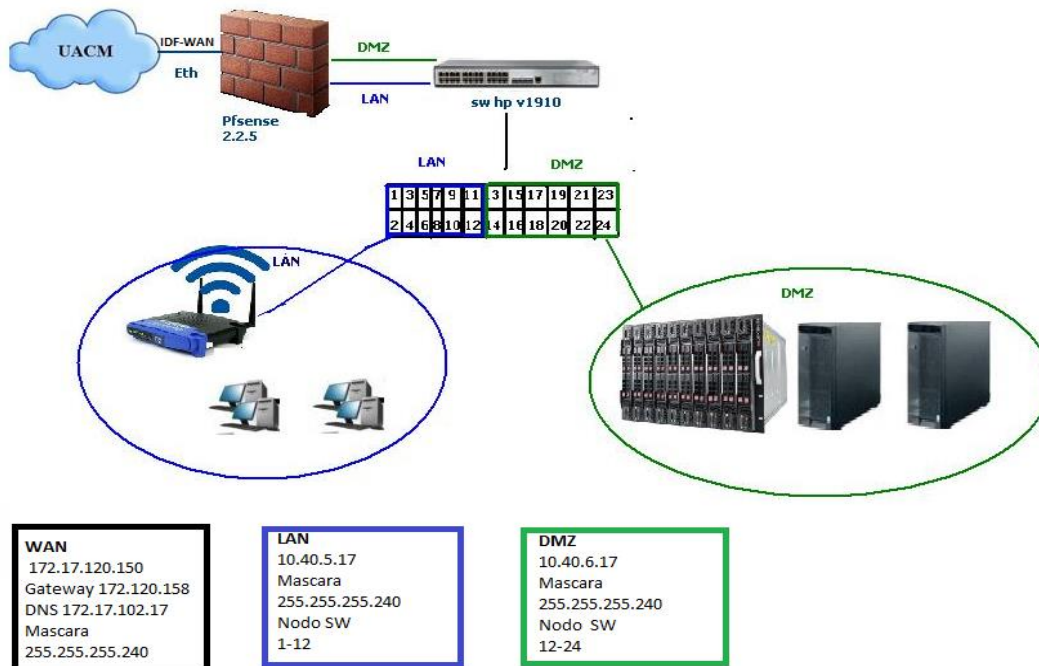 UACM
IDF-WAN
Eth
DMZ
LAN
Pfsense
2.2.5
sw hp v1910
LAN
DMZ
1 3 5 7 9 11 13 15 17 19 21 23
2 4 6 8 10 12 14 16 18 20 22 24
LAN
DMZ
WAN
172.17.120.150
Gateway 172.120.158
DNS 172.17.102.17
Mascara
255.255.255.240
LAN
10.40.5.17
Mascara
255.255.255.240
Nodo SW
1-12
DMZ
10.40.6.17
Mascara
255.255.255.240
Nodo SW
12-24